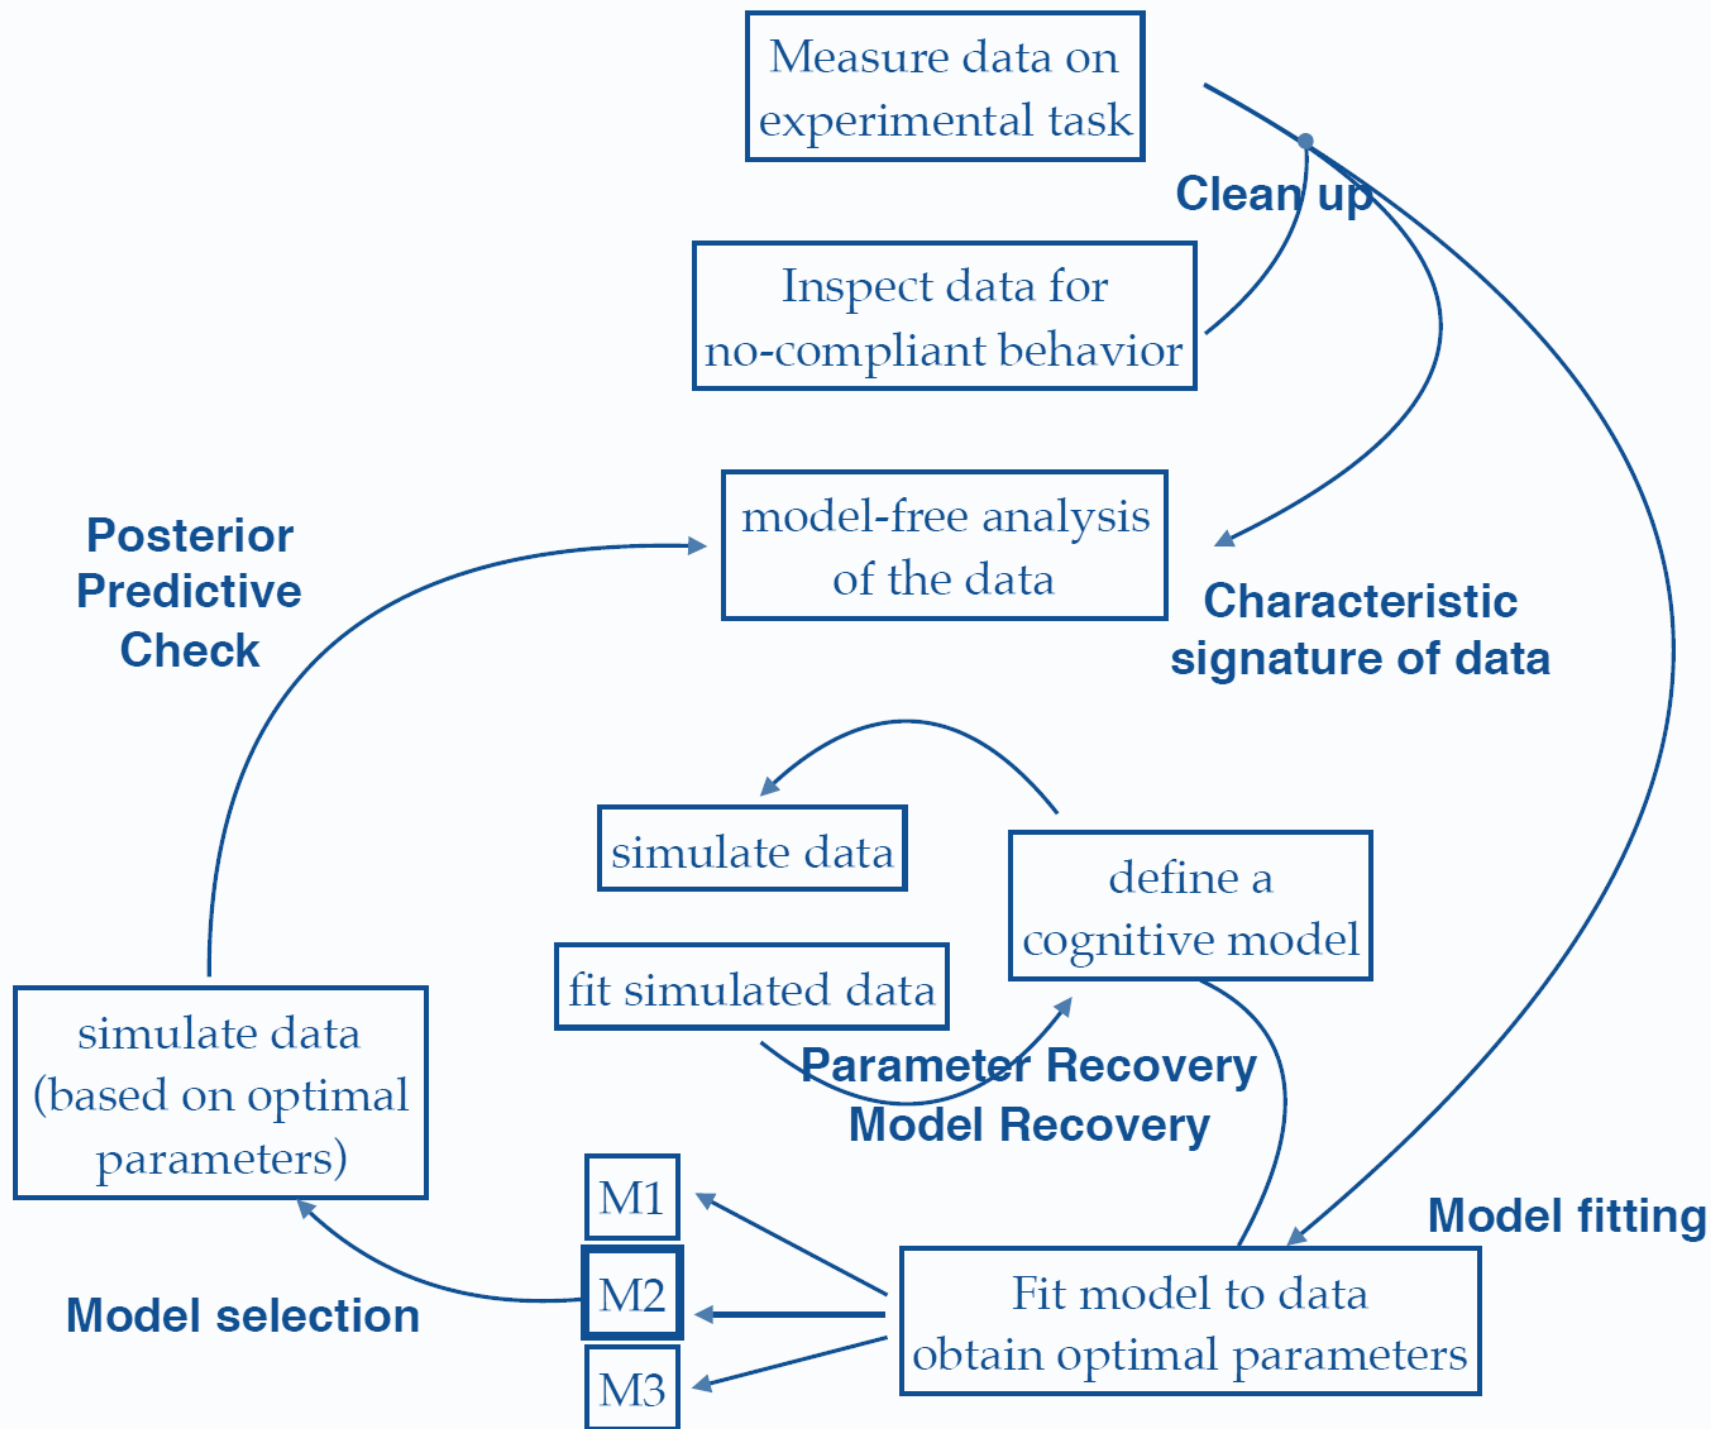 Measure data on
experimental task
Clean up
Inspect data for
no-compliant behavior
model-free analysis
of the data
Posterior
Predictive
Check
Characteristic
signature of data
simulate data
define a
cognitive model
fit simulated data
Parameter Recovery
Model Recovery
simulate data
(based on optimal
parameters)
M1
M2
M3
Model selection
Model fitting
Fit model to data
obtain optimal parameters